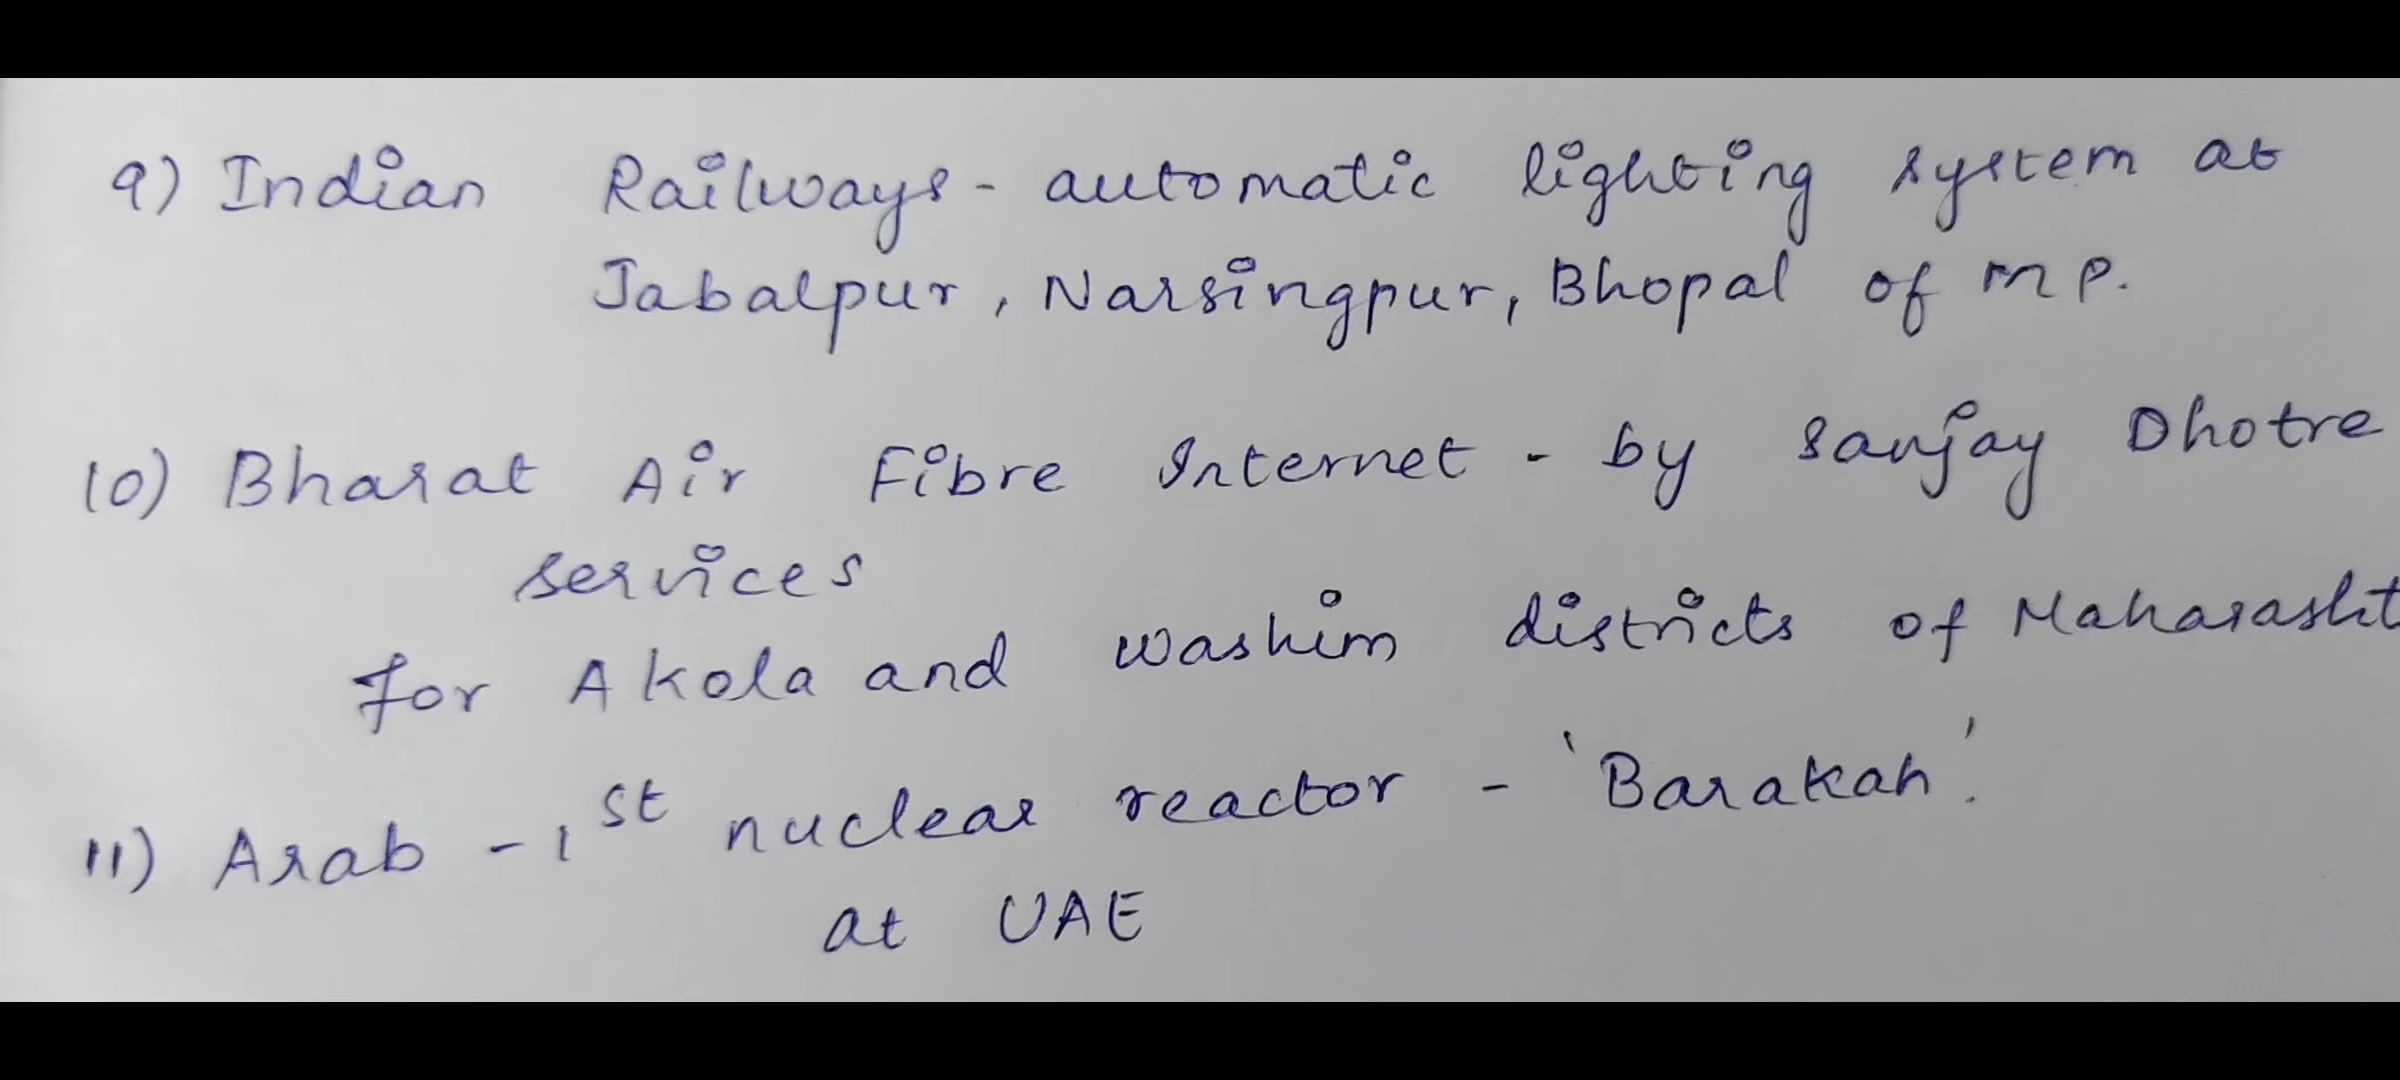 9) Indian Railways - automatic lighting system at
Jabalpur, Narsingpur, Bhopal of MP.
10) Bharat Air Fibre Internet - by Sanjay Dhotre
services
for Akola and Washim districts of Maharasht
11) Arab - 1st nuclear reactor - 'Barakah'.
at UAE